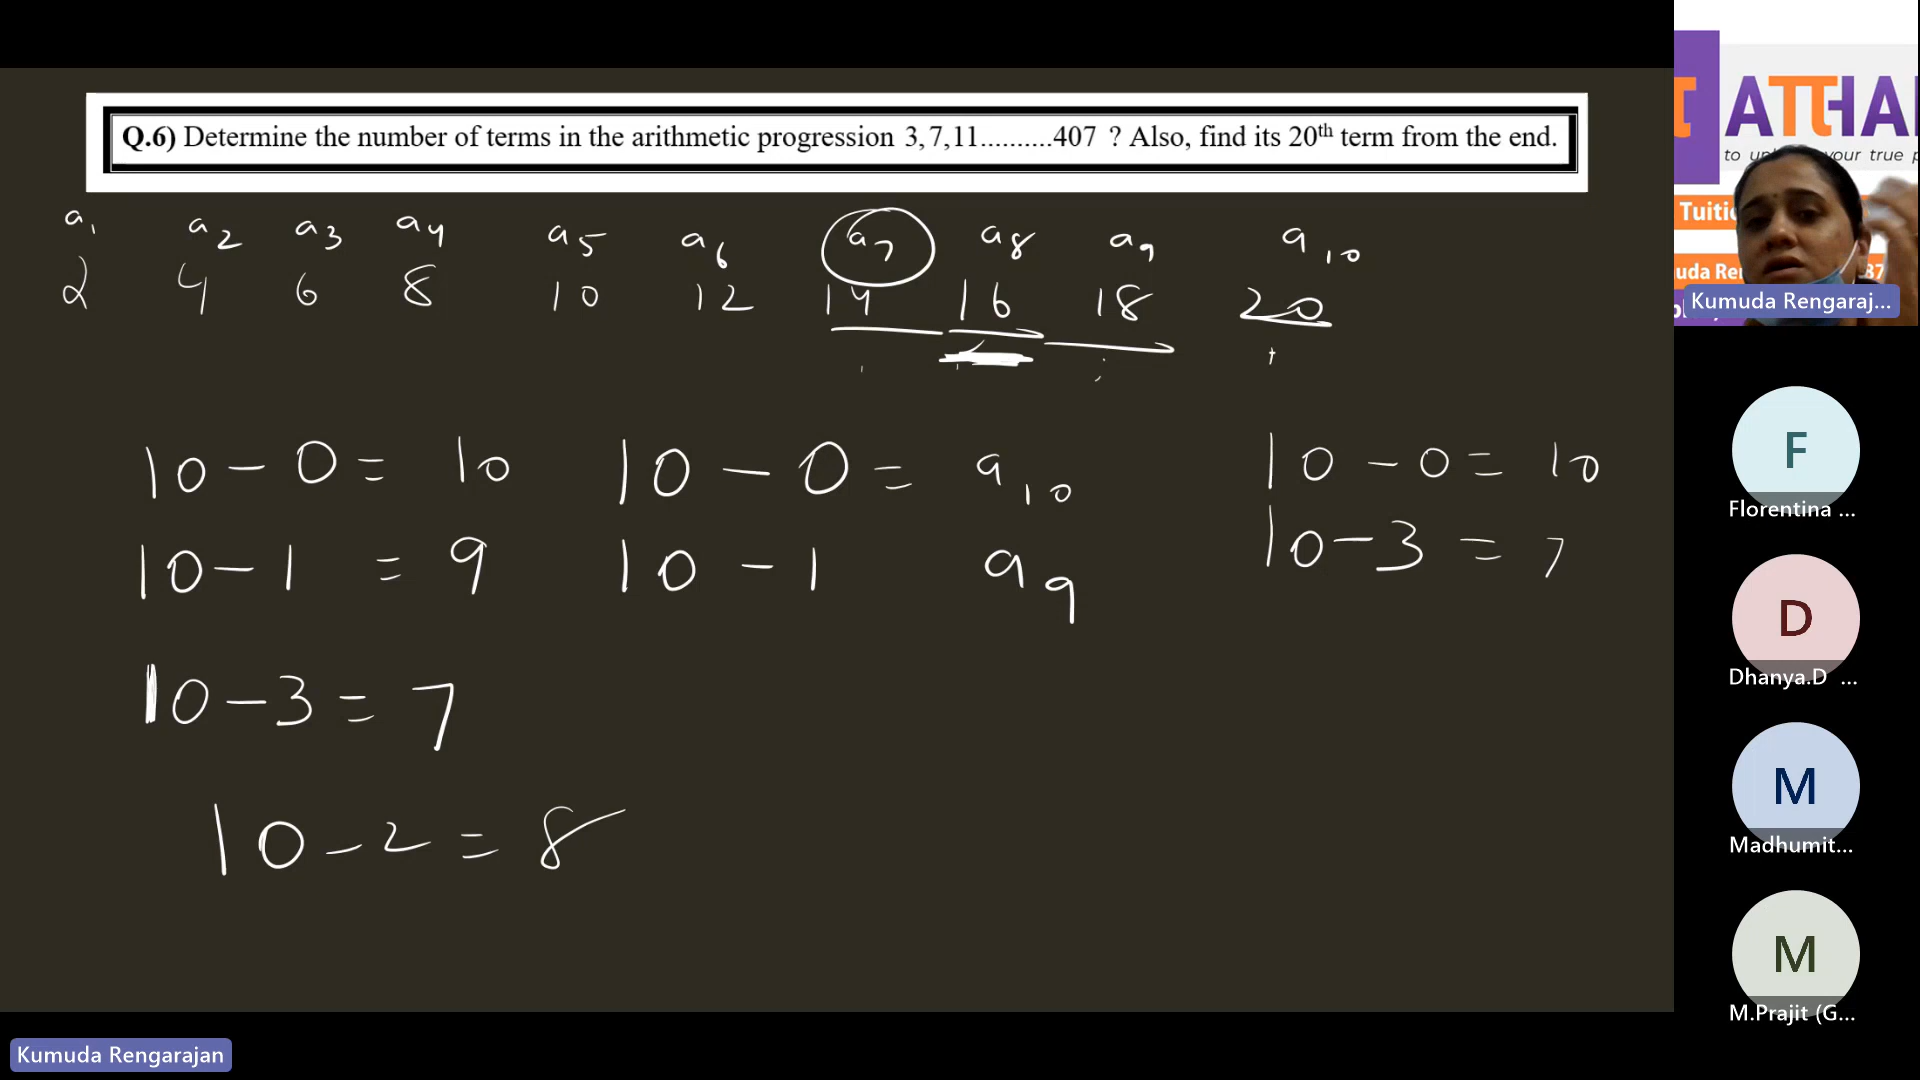 Q.6) Determine the number of terms in the arithmetic progression 3,7,11..........407 ? Also, find its 20th term from the end.
a1 a2 a3 a4 a5 a6 a7 a8 a9 a10
2 4 6 8 10 12 14 16 18 20
10 - 0 = 10 10 - 0 = a10 10 - 0 = 10
10 - 1 = 9 10 - 1 a9 10 - 3 = 7
10 - 3 = 7
10 - 2 = 8
Kumuda Rengarajan
ATTHA
your true p
Tuiti
uda Re
87
Kumuda Rengaraj...
F
Florentina ...
D
Dhanya.D ...
M
Madhumit...
M
M.Prajit (G...